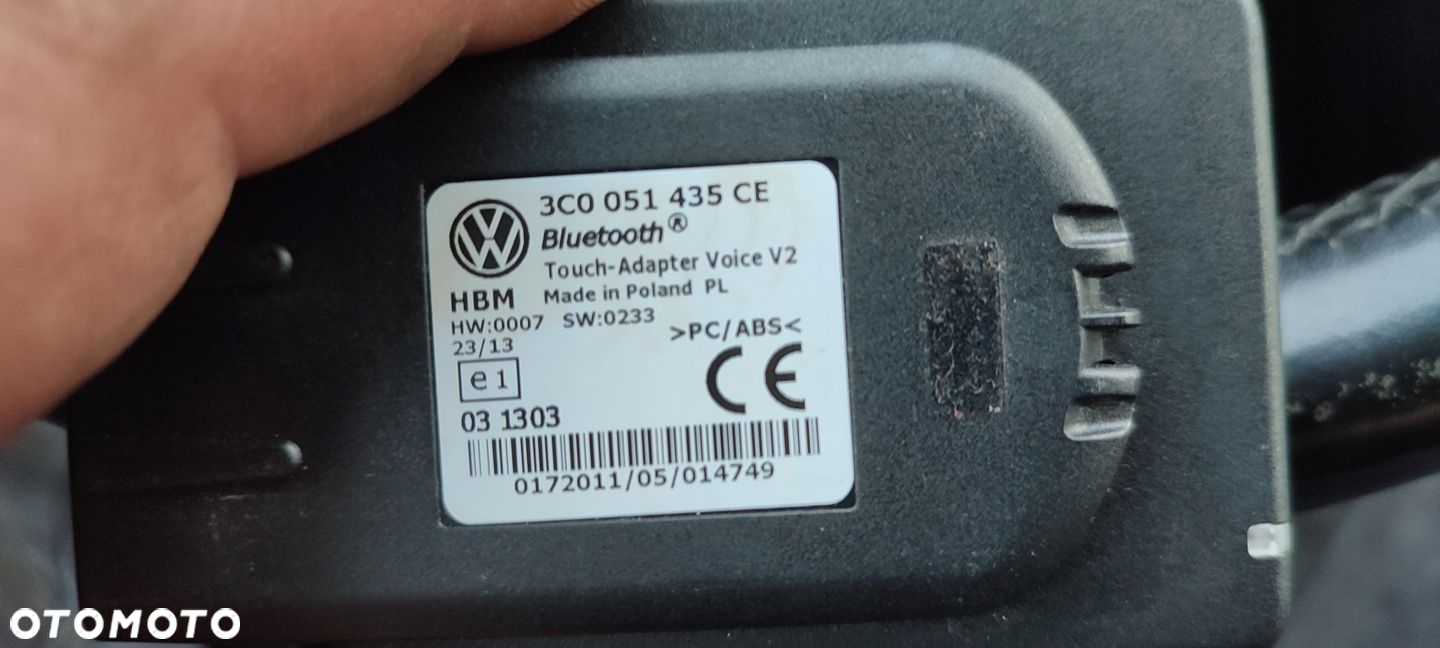 3C0 051 435 CE
Bluetooth®
Touch-Adapter Voice V2
HBM Made in Poland PL
HW:0007 SW:0233
>PC/ABS<
23/13
e1
CE
03 1303
0172011/05/014749
OTOMOTO